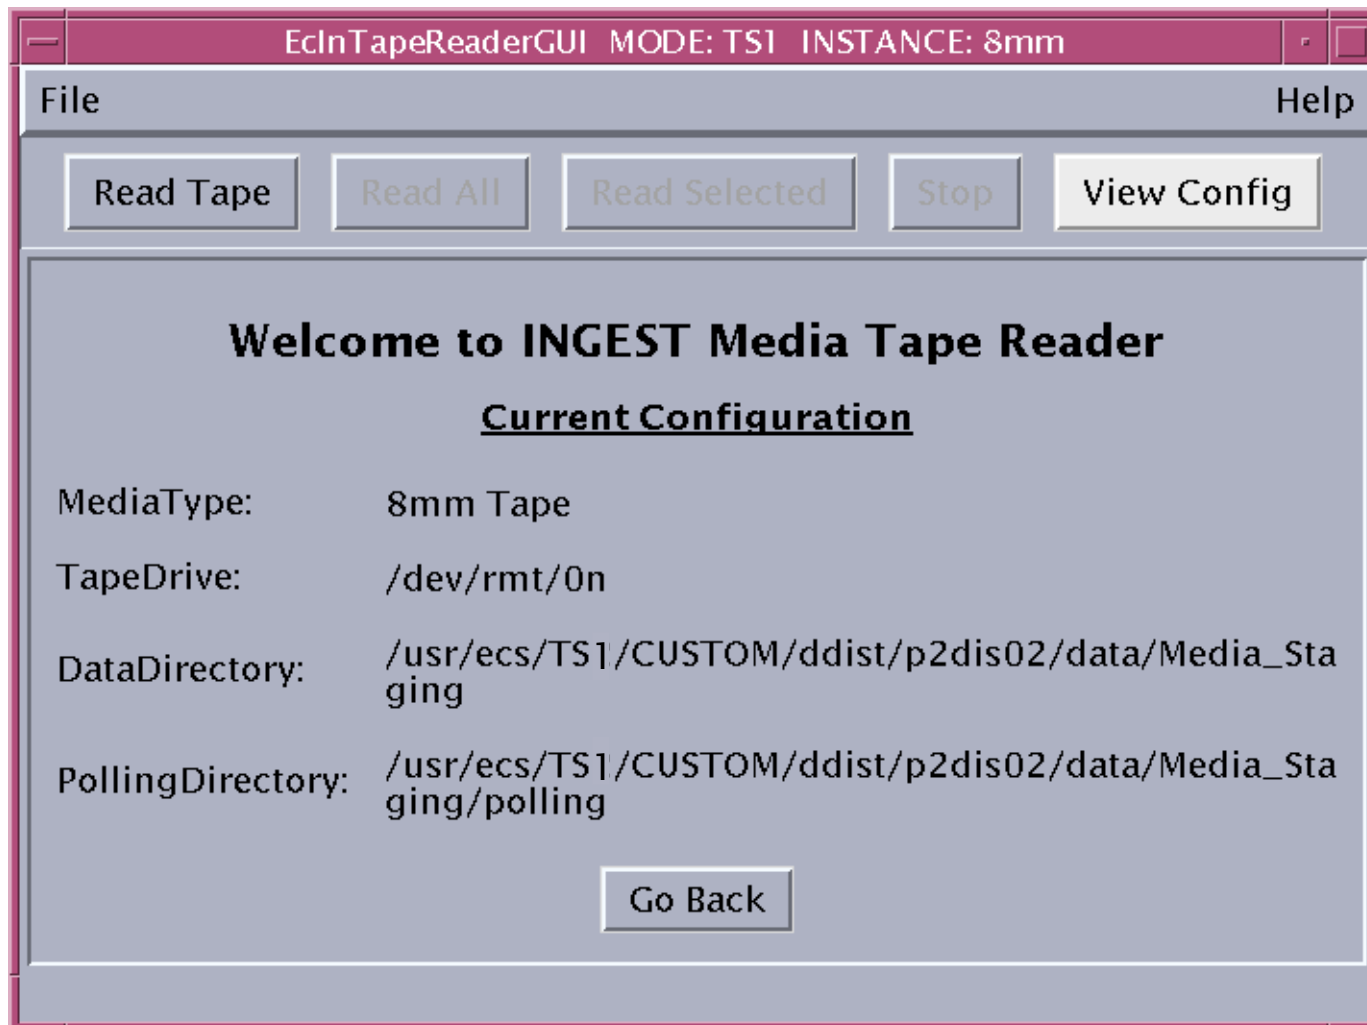 EcInTapeReaderGUI MODE: TS1 INSTANCE: 8mm
File Help
Read Tape Read All Read Selected Stop View Config
Welcome to INGEST Media Tape Reader
Current Configuration
MediaType: 8mm Tape
TapeDrive: /dev/rmt/0n
DataDirectory: /usr/ecs/TS1/CUSTOM/ddist/p2dis02/data/Media_Sta
ging
PollingDirectory: /usr/ecs/TS1/CUSTOM/ddist/p2dis02/data/Media_Sta
ging/polling
Go Back